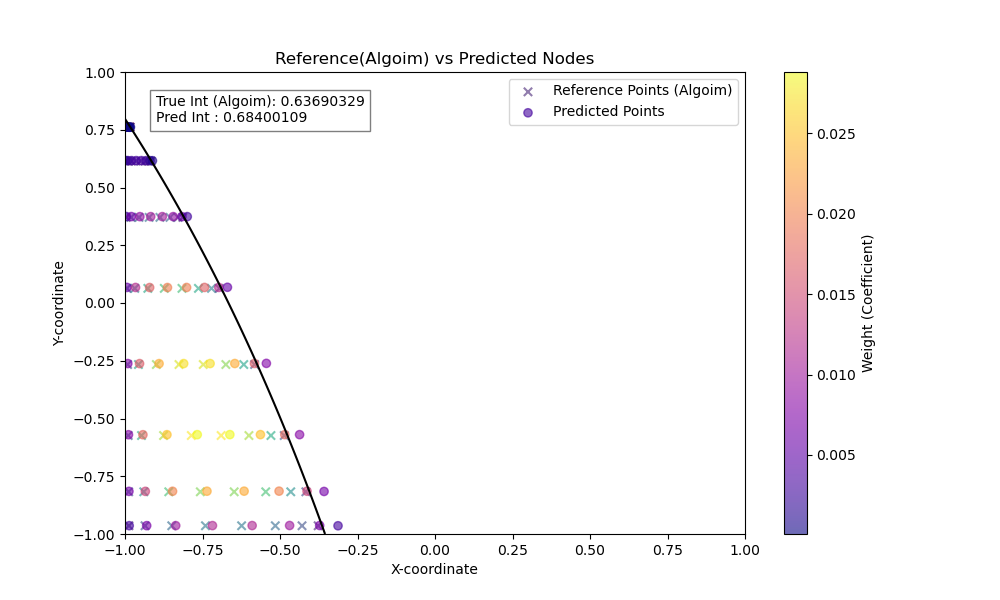 Reference(Algoim) vs Predicted Nodes
True Int (Algoim): 0.63690329
Pred Int : 0.68400109
Reference Points (Algoim)
Predicted Points
1.00
0.75
0.50
0.25
0.00
−0.25
−0.50
−0.75
−1.00
Y-coordinate
−1.00
−0.75
−0.50
−0.25
0.00
0.25
0.50
0.75
1.00
X-coordinate
0.025
0.020
0.015
0.010
0.005
Weight (Coefficient)